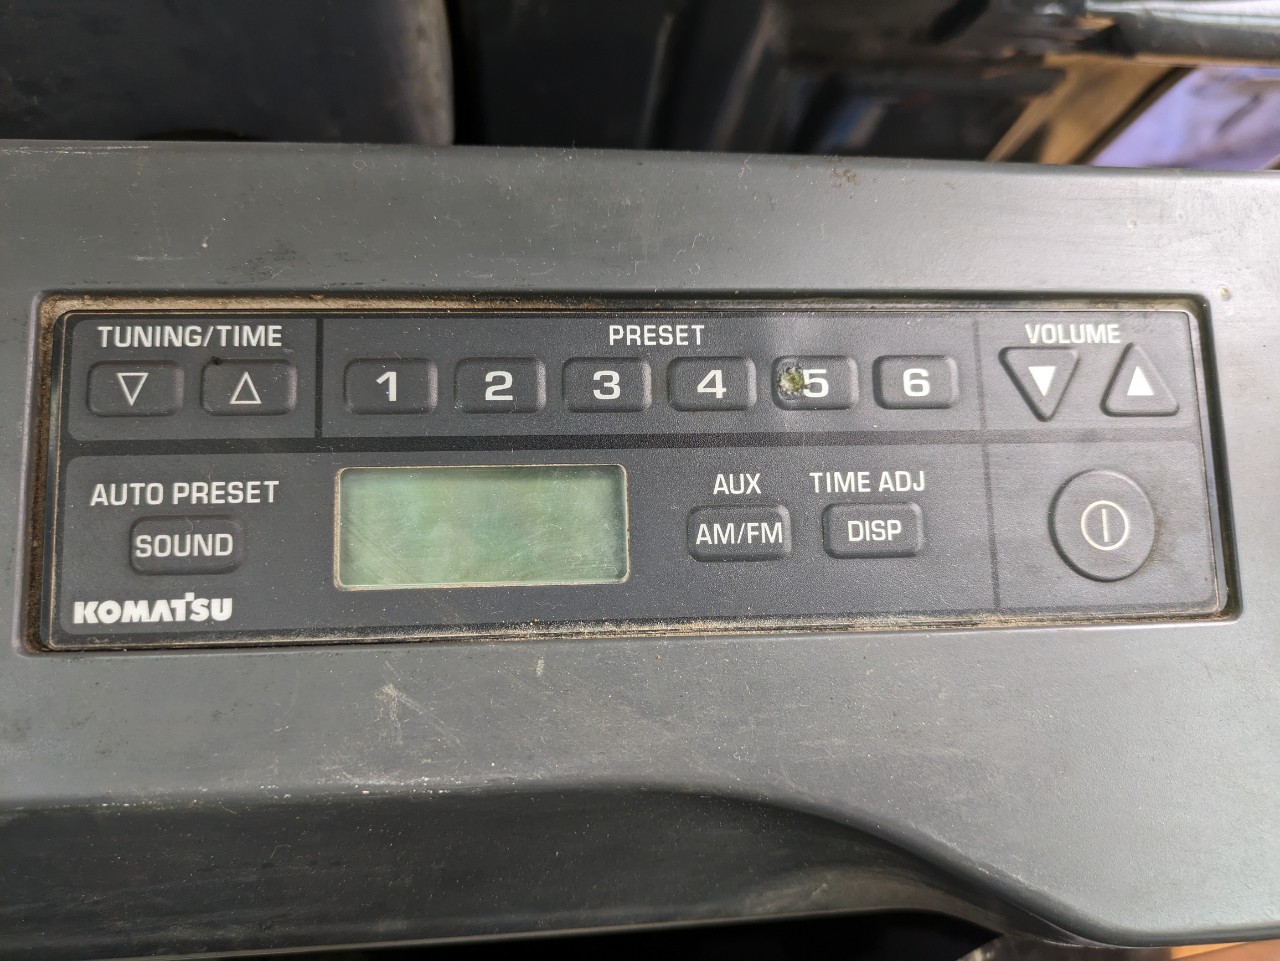 TUNING/TIME
PRESET
VOLUME
1 2 3 4 5 6
AUTO PRESET
SOUND
AUX
AM/FM
TIME ADJ
DISP
KOMATSU